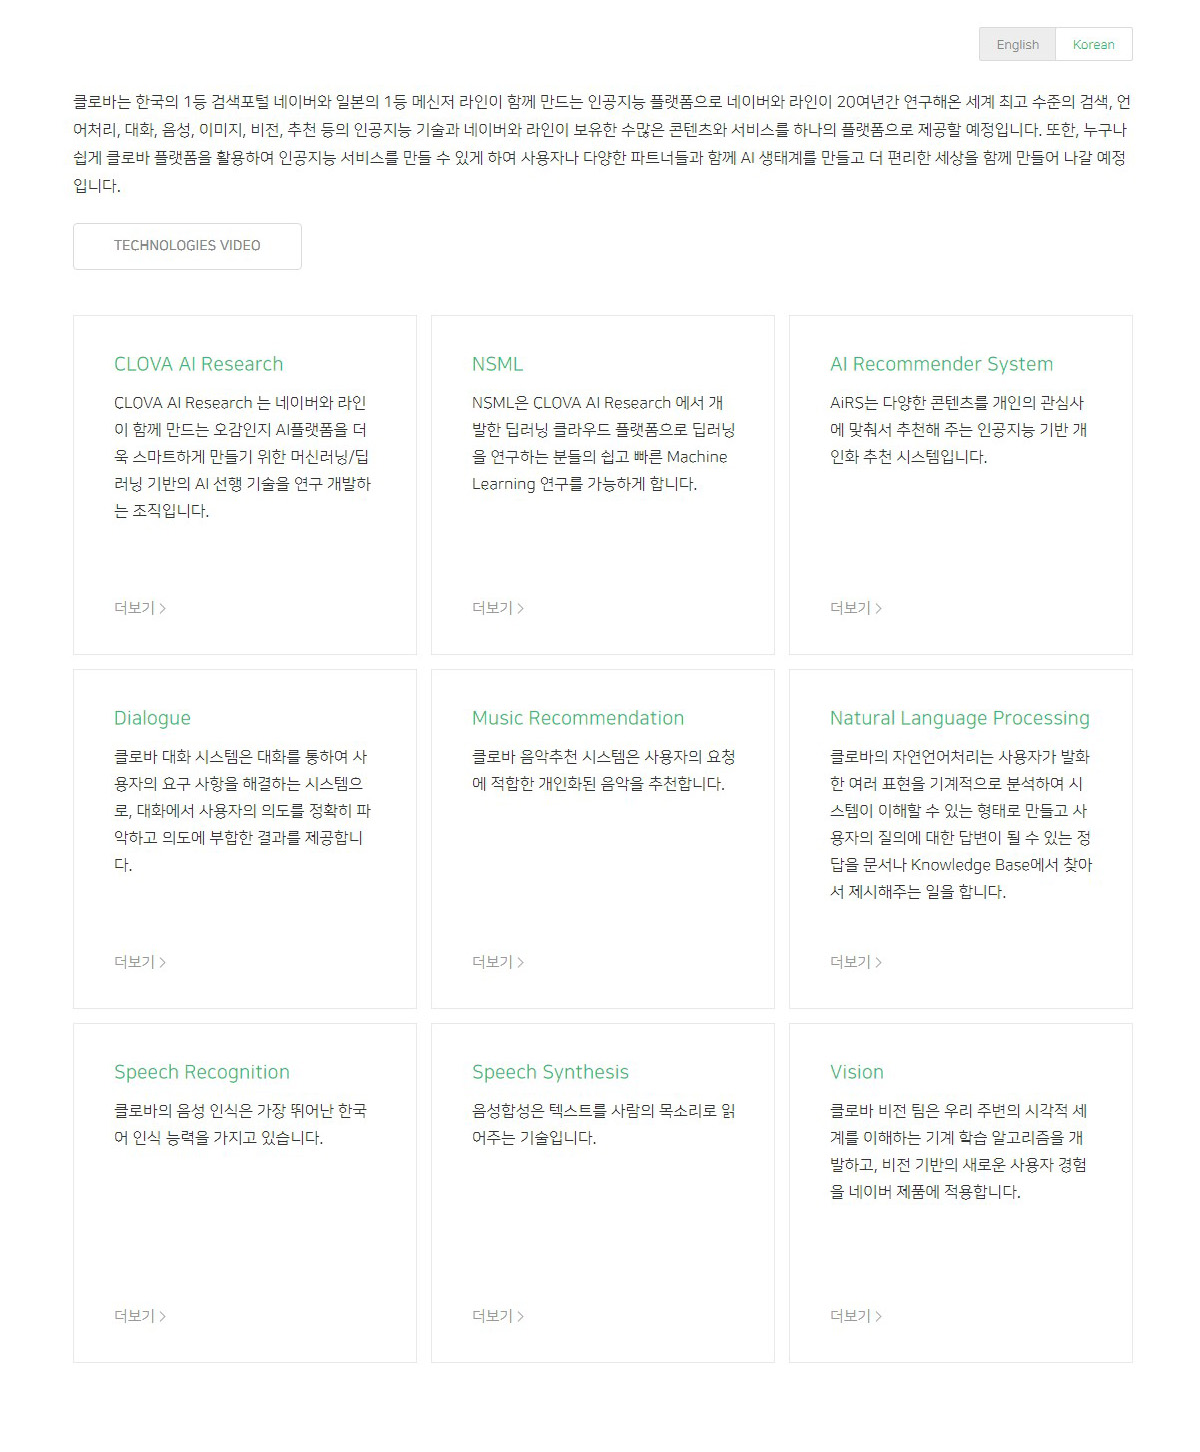 English
Korean
클로바는 한국의 1등 검색포털 네이버와 일본의 1등 메신저 라인이 함께 만드는 인공지능 플랫폼으로 네이버와 라인이 20여년간 연구해온 세계 최고 수준의 검색, 언
어처리, 대화, 음성, 이미지, 비전, 추천 등의 인공지능 기술과 네이버와 라인이 보유한 수많은 콘텐츠와 서비스를 하나의 플랫폼으로 제공할 예정입니다. 또한, 누구나
쉽게 클로바 플랫폼을 활용하여 인공지능 서비스를 만들 수 있게 하여 사용자나 다양한 파트너들과 함께 AI 생태계를 만들고 더 편리한 세상을 함께 만들어 나갈 예정
입니다.
TECHNOLOGIES VIDEO
CLOVA AI Research
CLOVA AI Research 는 네이버와 라인
이 함께 만드는 오감인지 AI플랫폼을 더
욱 스마트하게 만들기 위한 머신러닝/딥
러닝 기반의 AI 선행 기술을 연구 개발하
는 조직입니다.
더보기 >
NSML
NSML은 CLOVA AI Research 에서 개
발한 딥러닝 클라우드 플랫폼으로 딥러닝
을 연구하는 분들의 쉽고 빠른 Machine
Learning 연구를 가능하게 합니다.
더보기 >
AI Recommender System
AiRS는 다양한 콘텐츠를 개인의 관심사
에 맞춰서 추천해 주는 인공지능 기반 개
인화 추천 시스템입니다.
더보기 >
Dialogue
클로바 대화 시스템은 대화를 통하여 사
용자의 요구 사항을 해결하는 시스템으
로, 대화에서 사용자의 의도를 정확히 파
악하고 의도에 부합한 결과를 제공합니
다.
더보기 >
Music Recommendation
클로바 음악추천 시스템은 사용자의 요청
에 적합한 개인화된 음악을 추천합니다.
더보기 >
Natural Language Processing
클로바의 자연언어처리는 사용자가 발화
한 여러 표현을 기계적으로 분석하여 시
스템이 이해할 수 있는 형태로 만들고 사
용자의 질의에 대한 답변이 될 수 있는 정
답을 문서나 Knowledge Base에서 찾아
서 제시해주는 일을 합니다.
더보기 >
Speech Recognition
클로바의 음성 인식은 가장 뛰어난 한국
어 인식 능력을 가지고 있습니다.
더보기 >
Speech Synthesis
음성합성은 텍스트를 사람의 목소리로 읽
어주는 기술입니다.
더보기 >
Vision
클로바 비전 팀은 우리 주변의 시각적 세
계를 이해하는 기계 학습 알고리즘을 개
발하고, 비전 기반의 새로운 사용자 경험
을 네이버 제품에 적용합니다.
더보기 >